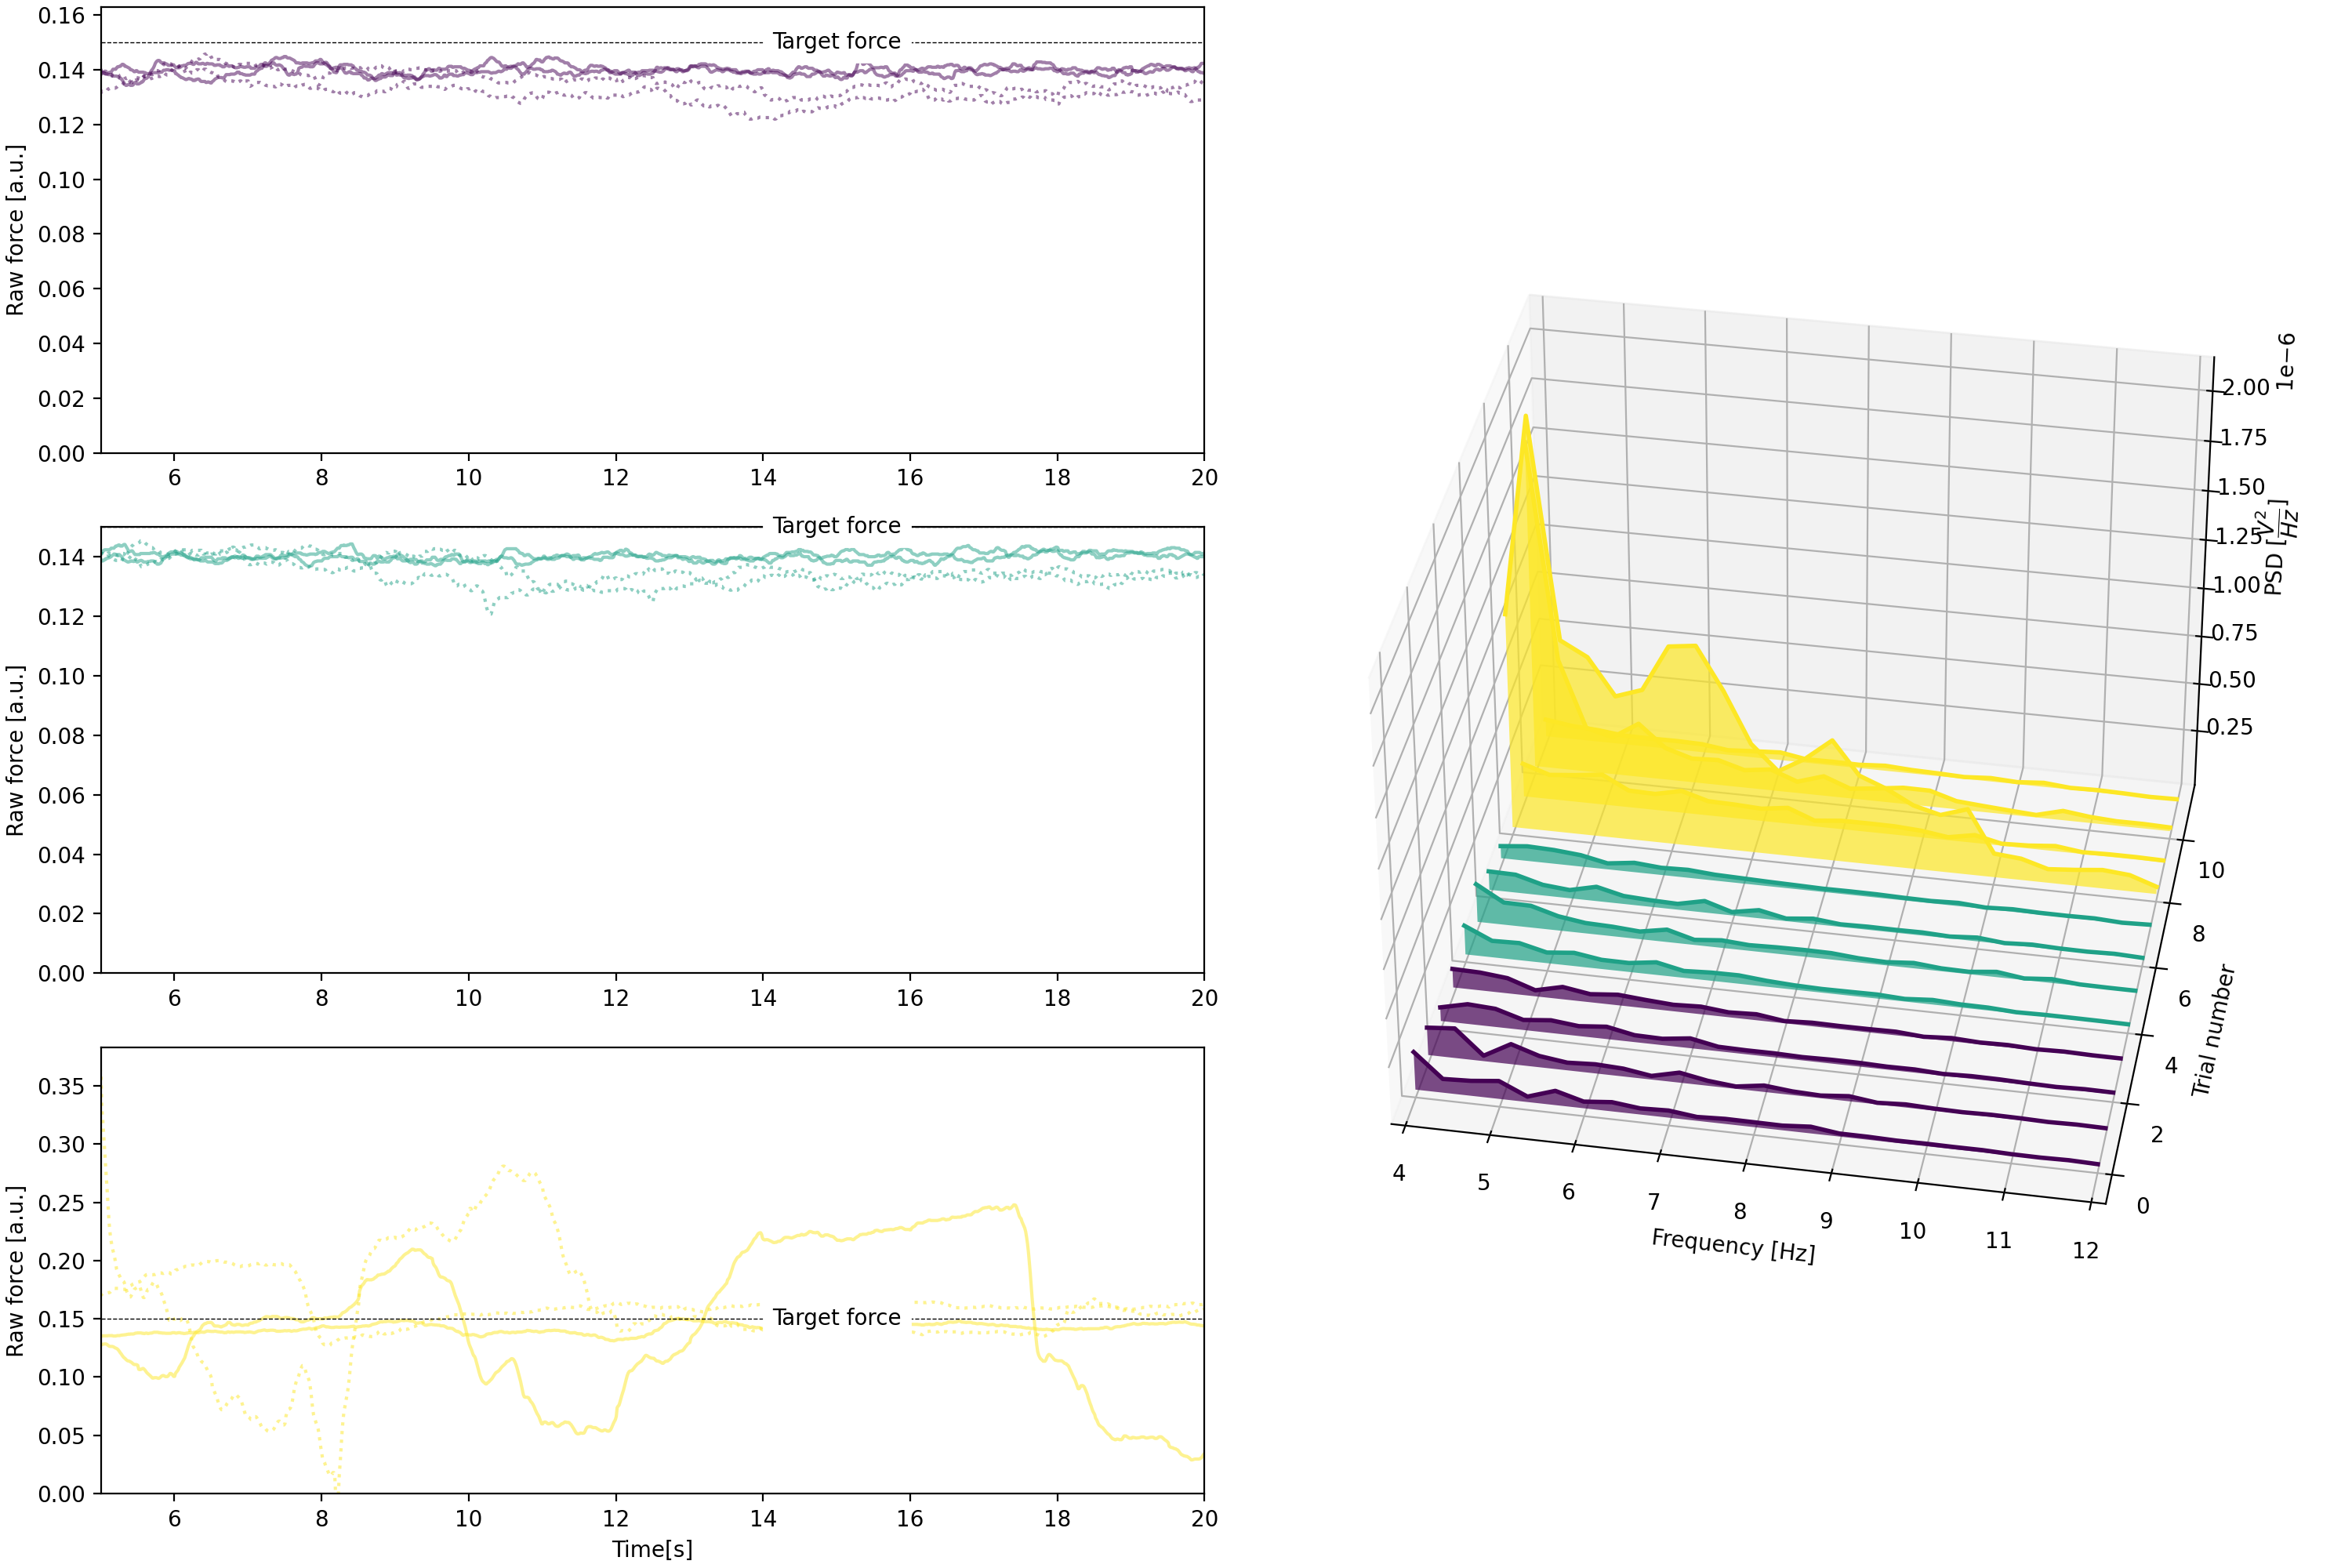 0.16
0.14
0.12
0.10
0.08
0.06
0.04
0.02
0.00
Raw force [a.u.]
Target force
6 8 10 12 14 16 18 20
0.14
0.12
0.10
0.08
0.06
0.04
0.02
0.00
Raw force [a.u.]
Target force
6 8 10 12 14 16 18 20
0.35
0.30
0.25
0.20
0.15
0.10
0.05
0.00
Raw force [a.u.]
Target force
6 8 10 12 14 16 18 20
Time[s]
1e−6
2.00
1.75
1.50
1.25
1.00
0.75
0.50
0.25
PSD [V²/Hz]
10
8
6
4
2
0
Trial number
4 5 6 7 8 9 10 11 12
Frequency [Hz]